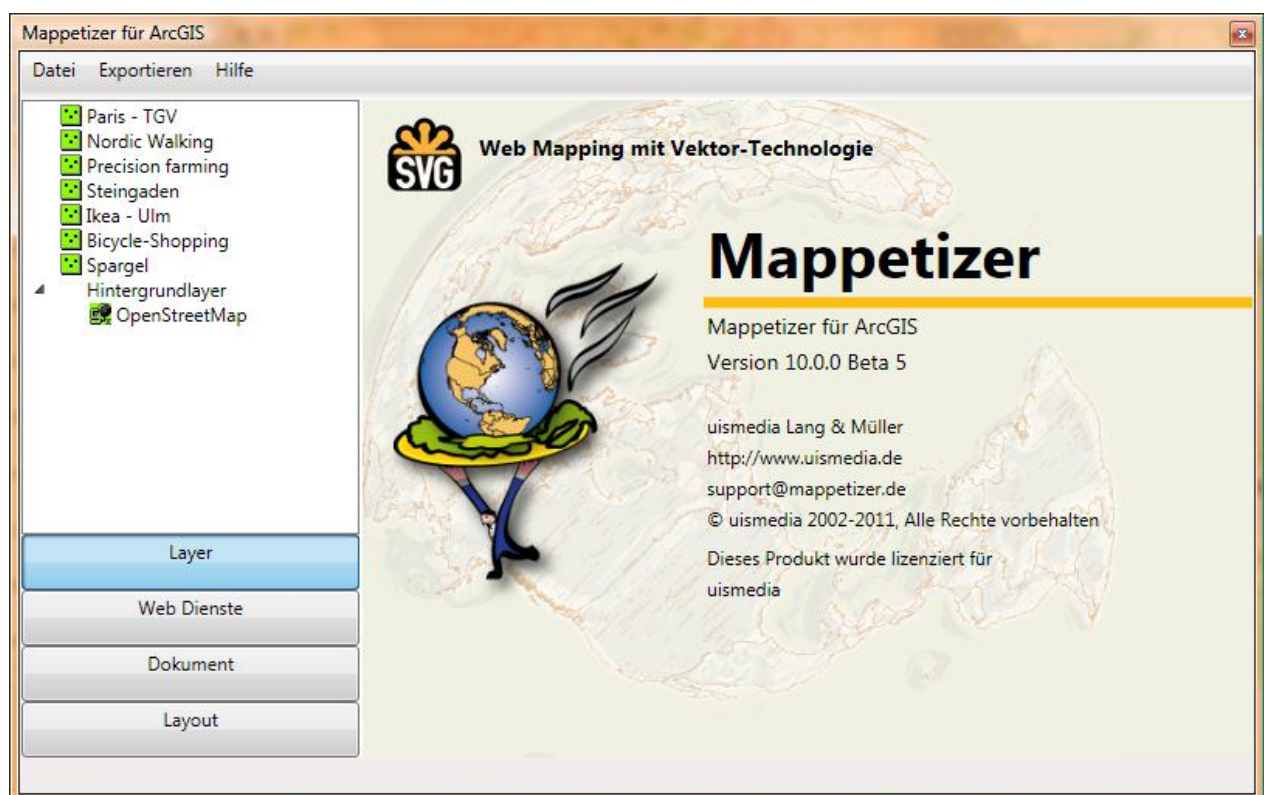 Mappetizer für ArcGIS
Datei Exportieren Hilfe
Paris - TGV
Nordic Walking
Precision farming
Steingaden
Ikea - Ulm
Bicycle-Shopping
Spargel
Hintergrundlayer
OpenStreetMap
Layer
Web Dienste
Dokument
Layout
SVG
Web Mapping mit Vektor-Technologie
Mappetizer
Mappetizer für ArcGIS
Version 10.0.0 Beta 5
uismedia Lang & Müller
http://www.uismedia.de
support@mappetizer.de
© uismedia 2002-2011, Alle Rechte vorbehalten
Dieses Produkt wurde lizenziert für
uismedia